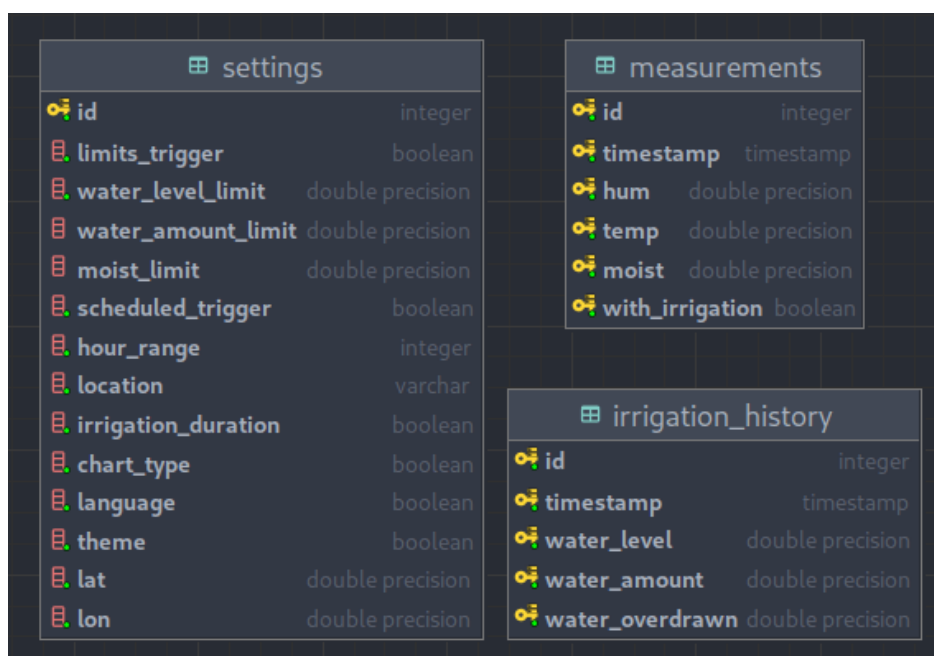 settings
id integer
limits_trigger boolean
water_level_limit double precision
water_amount_limit double precision
moist_limit double precision
scheduled_trigger boolean
hour_range integer
location varchar
irrigation_duration boolean
chart_type boolean
language boolean
theme boolean
lat double precision
lon double precision
measurements
id integer
timestamp timestamp
hum double precision
temp double precision
moist double precision
with_irrigation boolean
irrigation_history
id integer
timestamp timestamp
water_level double precision
water_amount double precision
water_overdrawn double precision